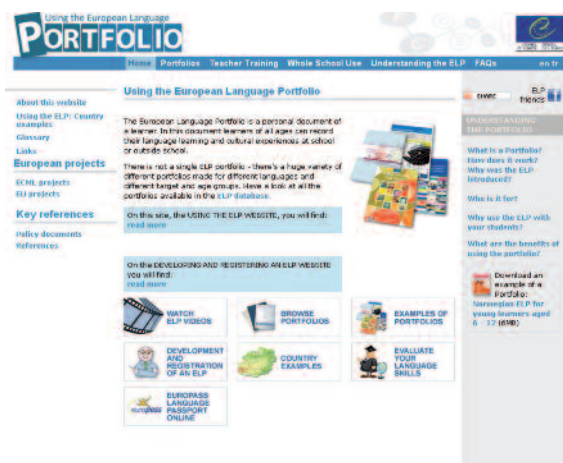 Using the European Language
PORTFOLIO
Home Portfolios Teacher Training Whole School Use Understanding the ELP FAQs en fr
About this website
Using the ELP: Country
examples
Glossary
Links
European projects
ECML projects
EU projects
Key references
Policy documents
References
Using the European Language Portfolio
The European Language Portfolio is a personal document of
a learner. In this document learners of all ages can record
their language learning and cultural experiences at school
or outside school.
There is not a single ELP portfolio - there's a huge variety of
different portfolios made for different languages and
different target and age groups. Have a look at all the
portfolios available in the ELP database.
On this site, the USING THE ELP WEBSITE, you will find:
read more
On the DEVELOPING AND REGISTERING AN ELP WEBSITE
you will find:
read more
WATCH
ELP VIDEOS
BROWSE
PORTFOLIOS
EXAMPLES OF
PORTFOLIOS
DEVELOPMENT
AND
REGISTRATION
OF AN ELP
COUNTRY
EXAMPLES
EVALUATE
YOUR
LANGUAGE
SKILLS
europass
EUROPASS
LANGUAGE
PASSPORT
ONLINE
SHARE
ELP
friends
UNDERSTANDING
THE PORTFOLIO
What is a Portfolio?
How does it work?
Why was the ELP
introduced?
Who is it for?
Why use the ELP with
your students?
What are the benefits of
using the portfolio?
Download an
example of a
Portfolio:
Norwegian ELP for
young learners aged
6 - 12 (6MB)